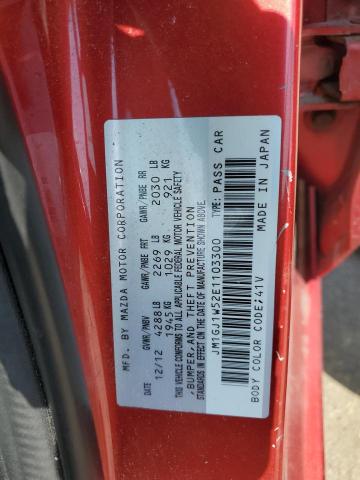 MFD. BY MAZDA MOTOR CORPORATION
DATE GVWR/PNBV GAWR/PNBE FRT GAWR/PNBE RR
12/12 4288 LB 2269 LB 2030 LB
1945 KG 1029 KG 921 KG
THIS VEHICLE CONFORMS TO ALL APPLICABLE FEDERAL MOTOR VEHICLE SAFETY
, BUMPER, AND THEFT PREVENTION
STANDARDS IN EFFECT ON THE DATE OF MANUFACTURE SHOWN ABOVE.
JM1GJ1W52E1103300 TYPE: PASS CAR
BODY COLOR CODE;41V MADE IN JAPAN